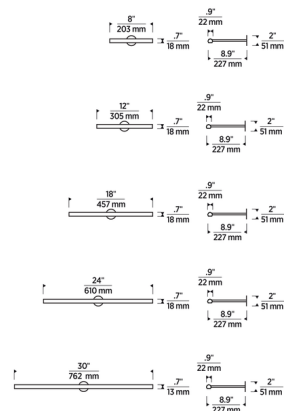 8"
203 mm
.7"
18 mm
.9"
22 mm
2"
51 mm
8.9"
227 mm
12"
305 mm
.7"
18 mm
.9"
22 mm
2"
51 mm
8.9"
227 mm
18"
457 mm
.7"
18 mm
.9"
22 mm
2"
51 mm
8.9"
227 mm
24"
610 mm
.7"
18 mm
.9"
22 mm
2"
51 mm
8.9"
227 mm
30"
762 mm
.7"
13 mm
.9"
22 mm
2"
51 mm
8.9"
227 mm